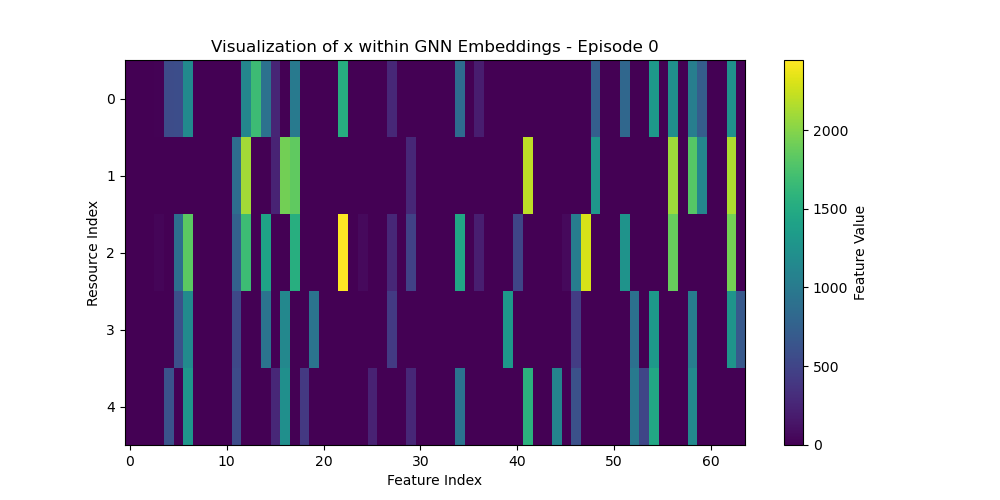 Visualization of x within GNN Embeddings - Episode 0
Resource Index
0
1
2
3
4
0 10 20 30 40 50 60
Feature Index
2000
1500
1000
500
0
Feature Value